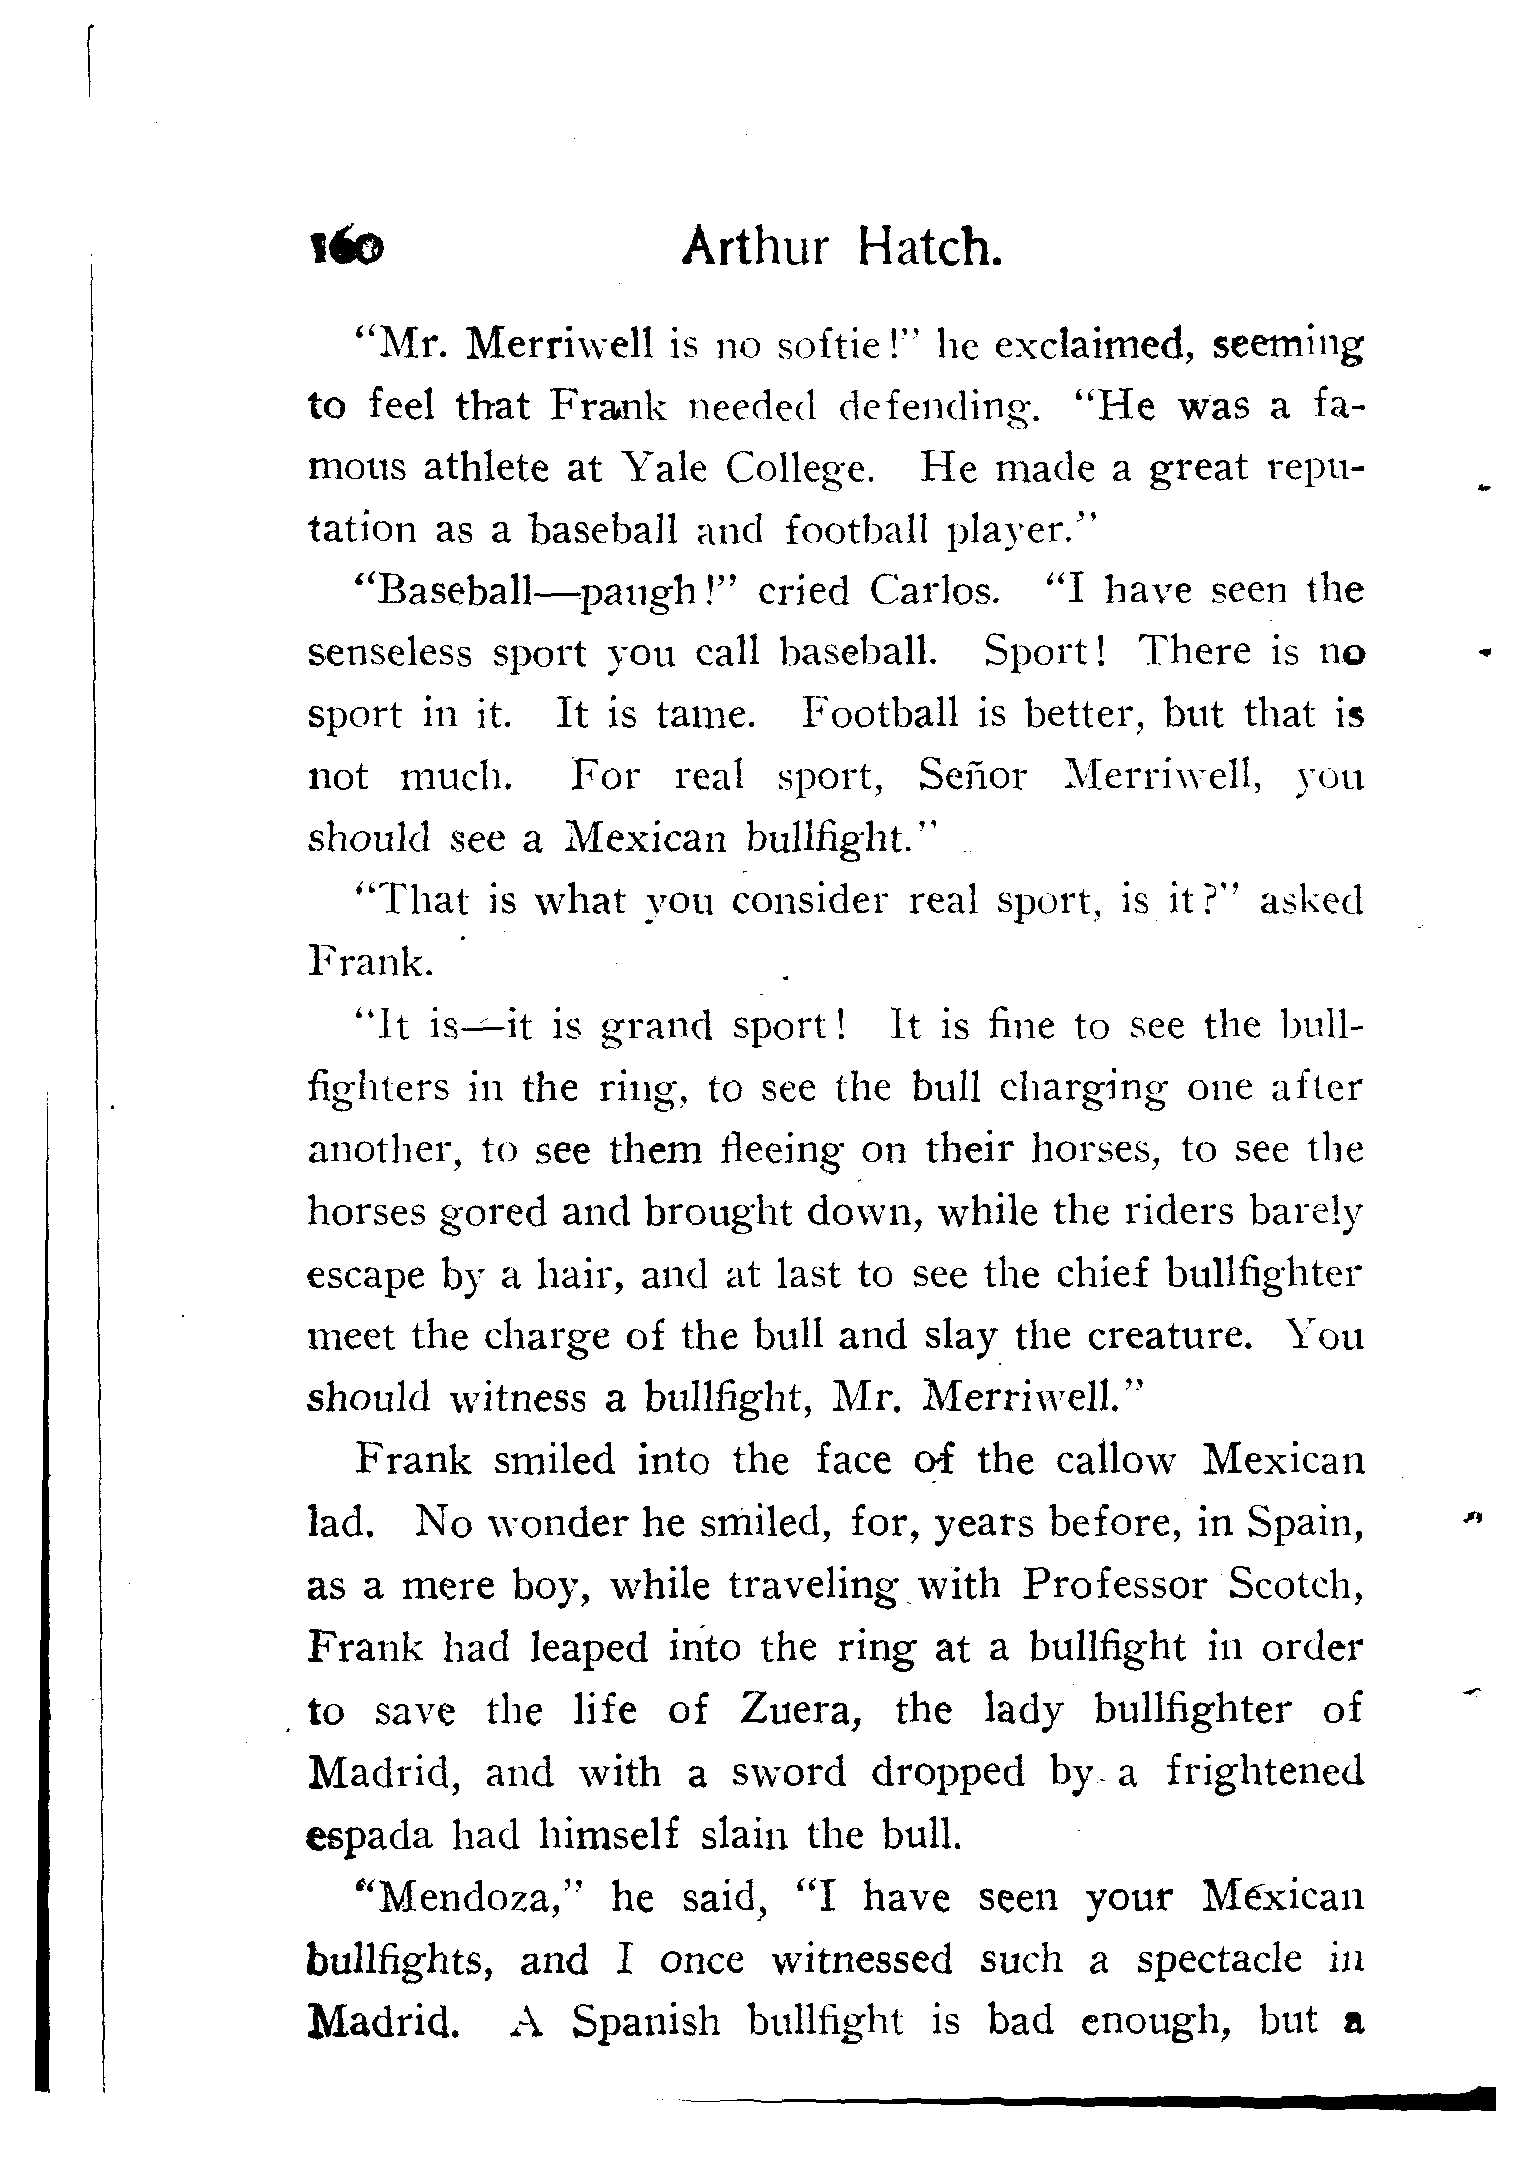 160 Arthur Hatch.
“Mr. Merriwell is no softie!” he exclaimed, seeming
to feel that Frank needed defending. “He was a fa-
mous athlete at Yale College. He made a great repu-
tation as a baseball and football player.”
“Baseball—paugh!” cried Carlos. “I have seen the
senseless sport you call baseball. Sport! There is no
sport in it. It is tame. Football is better, but that is
not much. For real sport, Señor Merriwell, you
should see a Mexican bullfight.”
“That is what you consider real sport, is it?” asked
Frank.
“It is—it is grand sport! It is fine to see the bull-
fighters in the ring, to see the bull charging one after
another, to see them fleeing on their horses, to see the
horses gored and brought down, while the riders barely
escape by a hair, and at last to see the chief bullfighter
meet the charge of the bull and slay the creature. You
should witness a bullfight, Mr. Merriwell.”
Frank smiled into the face of the callow Mexican
lad. No wonder he smiled, for, years before, in Spain,
as a mere boy, while traveling with Professor Scotch,
Frank had leaped into the ring at a bullfight in order
to save the life of Zuera, the lady bullfighter of
Madrid, and with a sword dropped by a frightened
espada had himself slain the bull.
“Mendoza,” he said, “I have seen your Mexican
bullfights, and I once witnessed such a spectacle in
Madrid. A Spanish bullfight is bad enough, but a